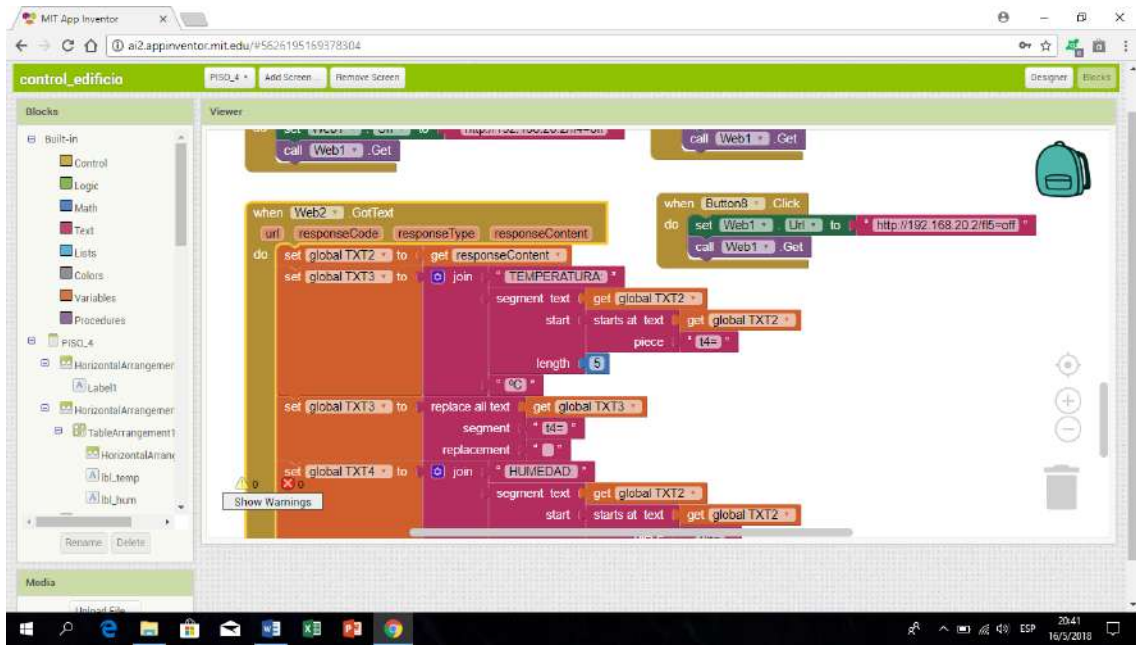 MIT App Inventor
ai2.appinventor.mit.edu/#5626195169378304
control_edificio
PISO_4
Add Screen ...
Remove Screen
Designer
Blocks
Blocks
Viewer
Built-in
Control
Logic
Math
Text
Lists
Colors
Variables
Procedures
PISO_4
HorizontalArrangemer
Label1
HorizontalArrangemer
TableArrangement1
HorizontalArrang
lbl_temp
lbl_hum
Rename
Delete
Media
Upload File ...
call Web1 .Get
call Web1 .Get
when Web2 .GotText
url responseCode responseType responseContent
do set global TXT2 to get responseContent
set global TXT3 to join " TEMPERATURA: "
segment text get global TXT2
start starts at text get global TXT2
piece " t4= "
length 5
" ºC "
set global TXT3 to replace all text get global TXT3
segment " t4= "
replacement " "
set global TXT4 to join " HUMEDAD: "
segment text get global TXT2
start starts at text get global TXT2
when Button8 .Click
do set Web1 . Url to " http://192.168.20.2/fl5=off "
call Web1 .Get
0 0
Show Warnings
ESP
20:41
16/5/2018